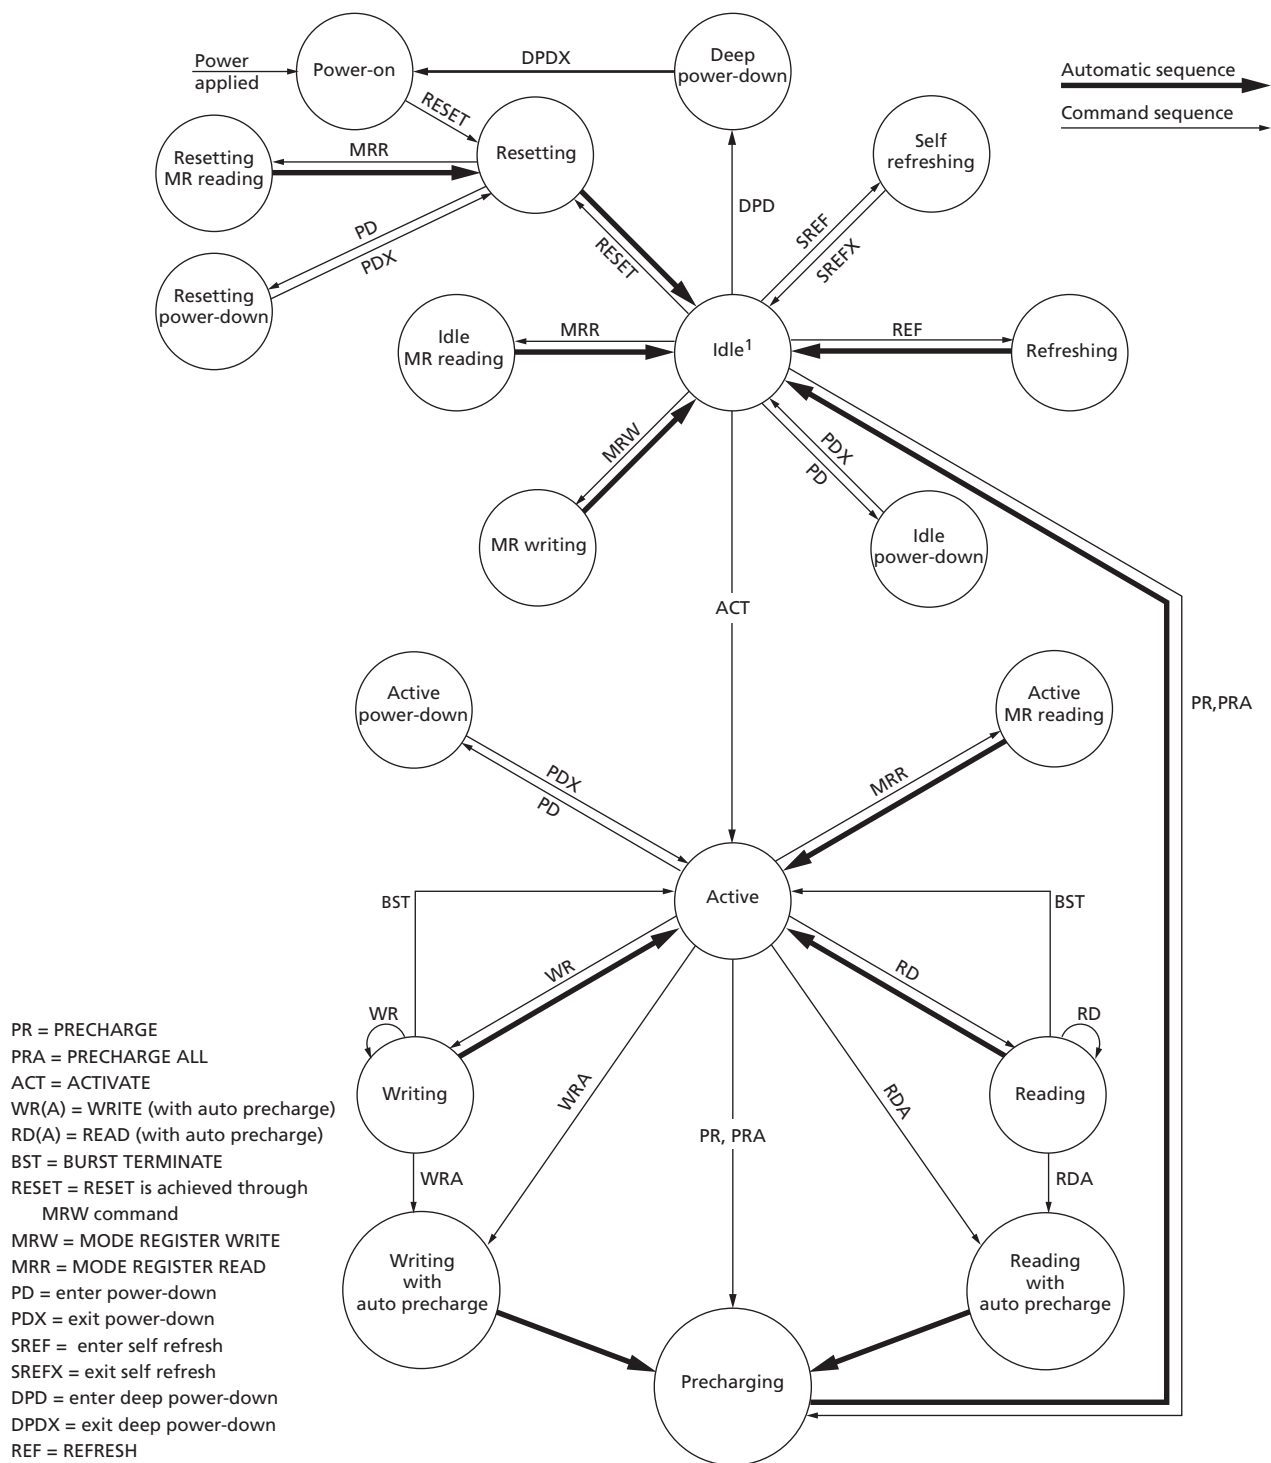 Power
applied
Power-on
DPDX
Deep
power-down
Automatic sequence
Command sequence
RESET
Resetting
MR reading
MRR
Resetting
Self
refreshing
PD
PDX
DPD
SREF
SREFX
RESET
Resetting
power-down
Idle
MR reading
MRR
Idle1
REF
Refreshing
MRW
PDX
PD
MR writing
Idle
power-down
ACT
Active
power-down
Active
MR reading
PR,PRA
PDX
PD
MRR
Active
BST
BST
WR
RD
WR
RD
Writing
Reading
WRA
RDA
PR, PRA
WRA
RDA
Writing
with
auto precharge
Reading
with
auto precharge
Precharging
PR = PRECHARGE
PRA = PRECHARGE ALL
ACT = ACTIVATE
WR(A) = WRITE (with auto precharge)
RD(A) = READ (with auto precharge)
BST = BURST TERMINATE
RESET = RESET is achieved through
MRW command
MRW = MODE REGISTER WRITE
MRR = MODE REGISTER READ
PD = enter power-down
PDX = exit power-down
SREF = enter self refresh
SREFX = exit self refresh
DPD = enter deep power-down
DPDX = exit deep power-down
REF = REFRESH